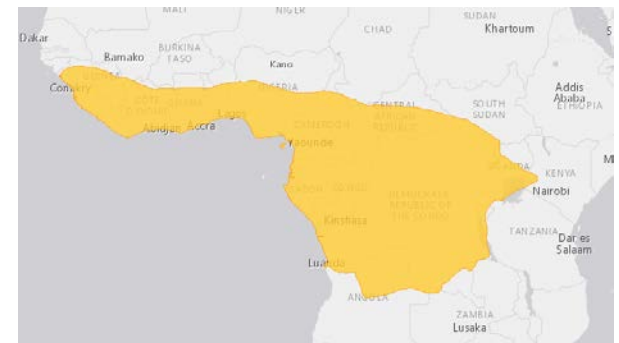 MALI
NIGER
SUDAN
Khartoum
Dakar
CHAD
S
BURKINA
FASO
Bamako
Kano
Addis
Ababa
ETHIOPIA
Conakry
SOUTH
SUDAN
CENTRAL
AFRICAN
REPUBLIC
Lagos
Abidjan
Accra
CAMEROON
Yaounde
KENYA
M
Nairobi
DEMOCRATIC
REPUBLIC OF
THE CONGO
Kinshasa
TANZANIA
Dar es
Salaam
Luanda
ANGOLA
ZAMBIA
Lusaka